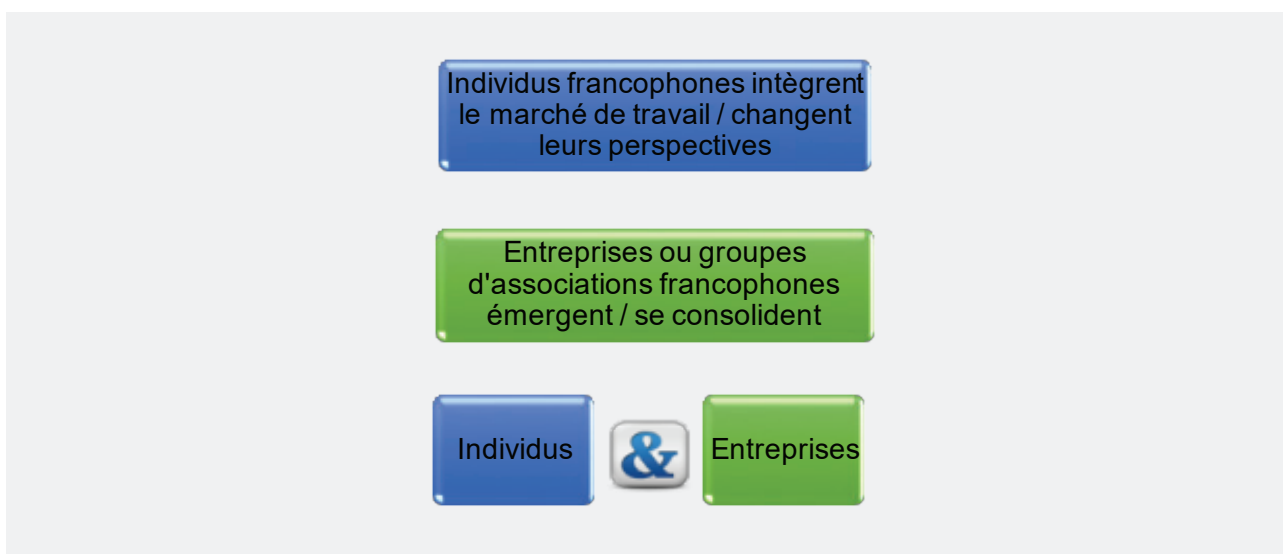 Individus francophones intègrent
le marché de travail / changent
leurs perspectives
Entreprises ou groupes
d'associations francophones
émergent / se consolident
Individus & Entreprises